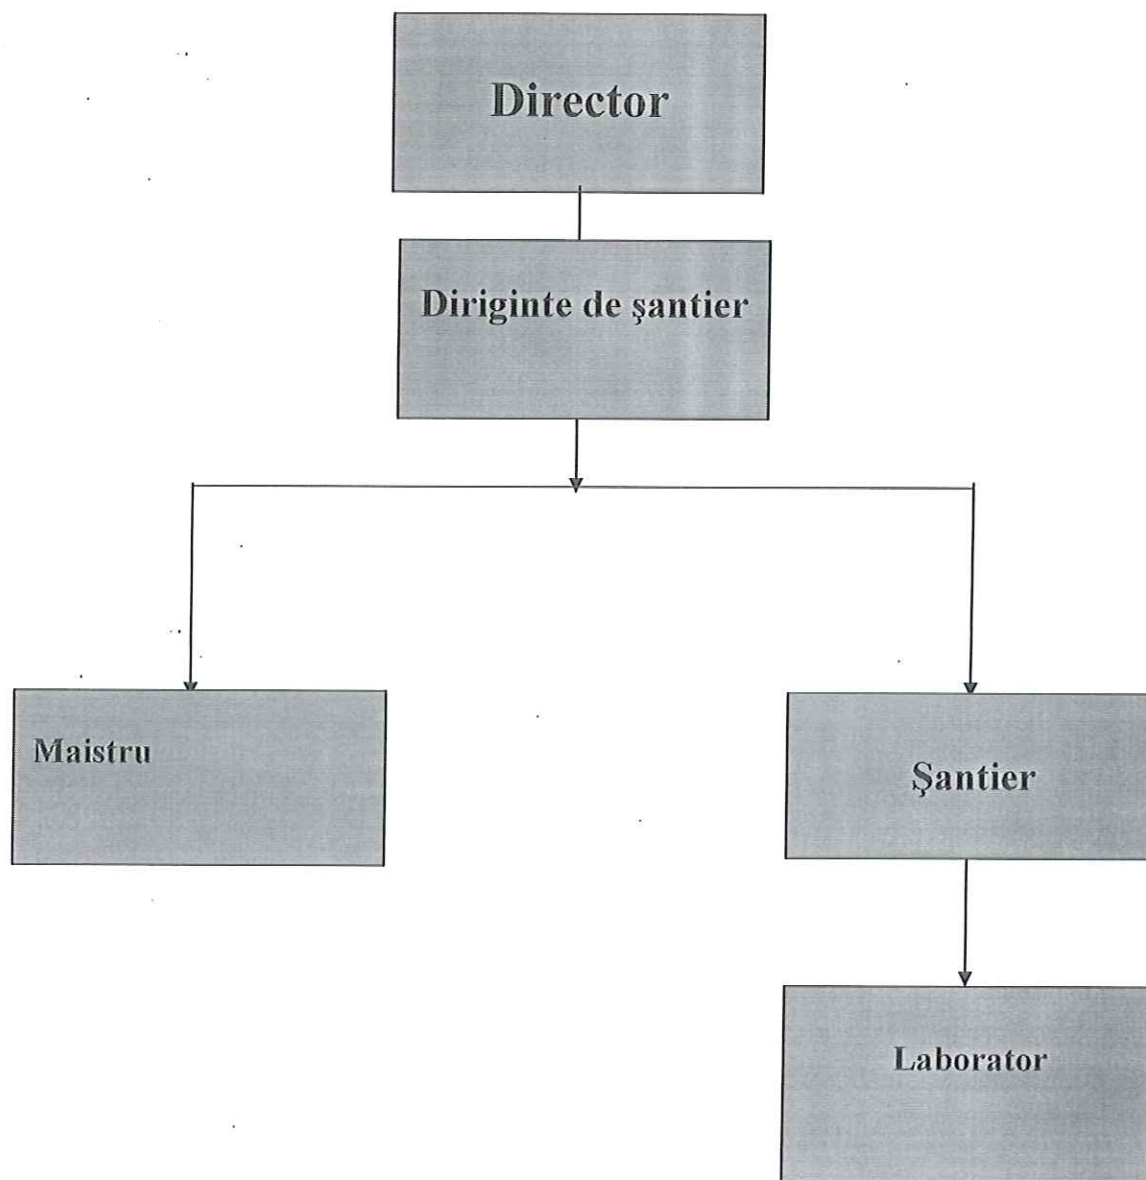 Director
Diriginte de şantier
Maistru
Şantier
Laborator